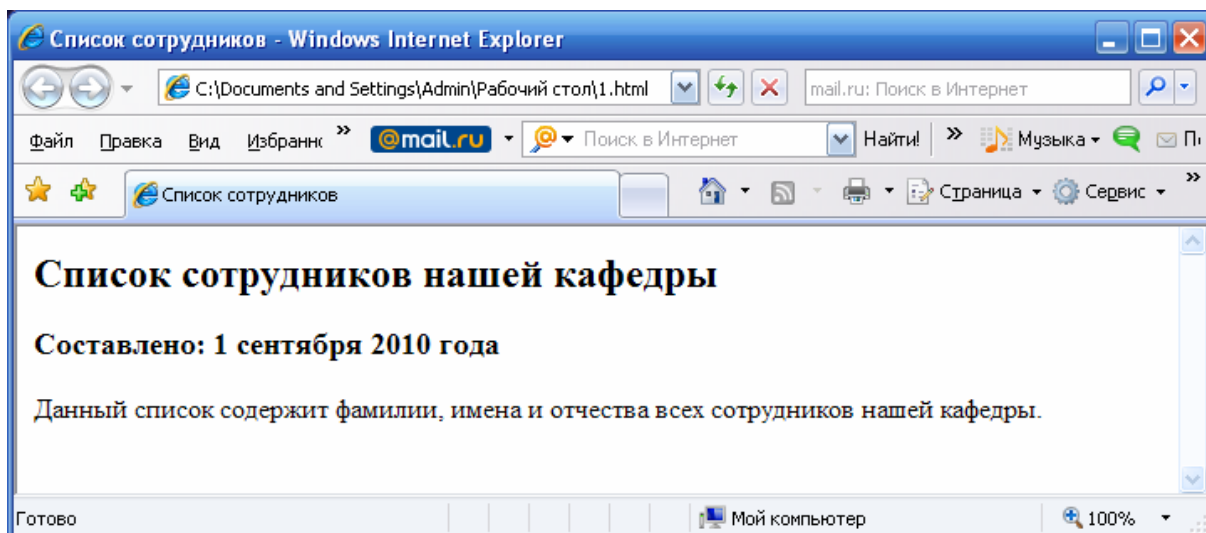 Список сотрудников - Windows Internet Explorer
C:\Documents and Settings\Admin\Рабочий стол\1.html mail.ru: Поиск в Интернет
Файл Правка Вид Избранн » @mail.ru Поиск в Интернет Найти! » Музыка
Список сотрудников Страница Сервис »
Список сотрудников нашей кафедры
Составлено: 1 сентября 2010 года
Данный список содержит фамилии, имена и отчества всех сотрудников нашей кафедры.
Готово Мой компьютер 100%